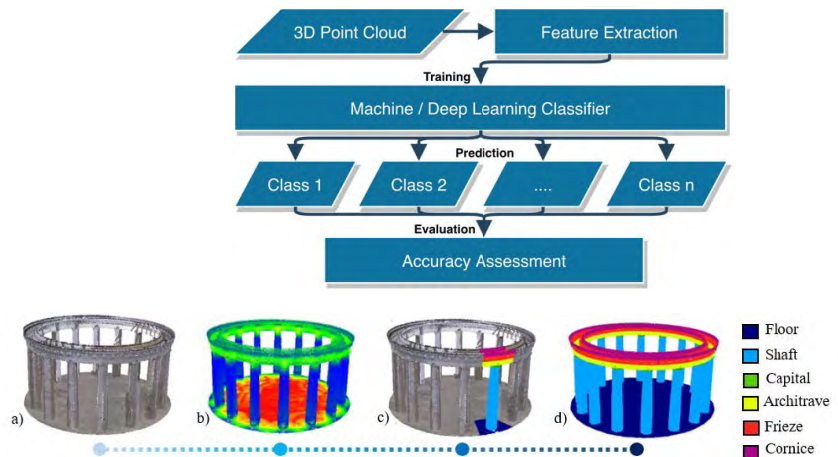 3D Point Cloud
Feature Extraction
Training
Machine / Deep Learning Classifier
Prediction
Class 1
Class 2
....
Class n
Evaluation
Accuracy Assessment
a)
b)
c)
d)
Floor
Shaft
Capital
Architrave
Frieze
Cornice